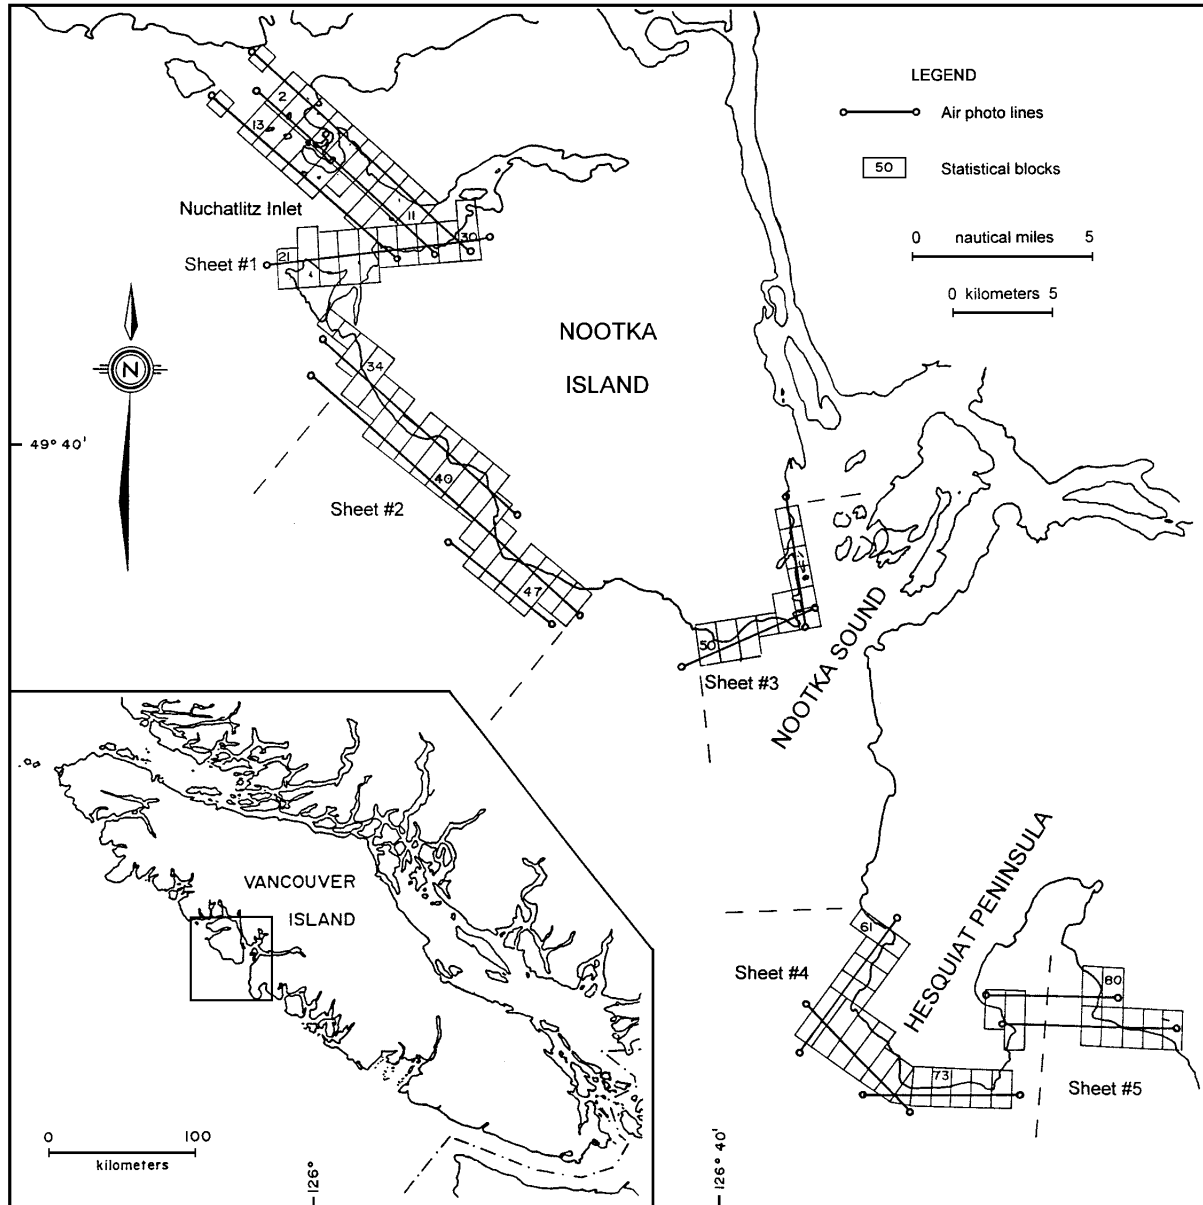 LEGEND
Air photo lines
50 Statistical blocks
0 nautical miles 5
0 kilometers 5
2
13
11
Nuchatlitz Inlet
S
30
21
Sheet #1
N
NOOTKA
ISLAND
34
49° 40'
40
Sheet #2
47
50
Sheet #3
NOOTKA SOUND
VANCOUVER
ISLAND
HESQUIAT PENINSULA
61
Sheet #4
80
73
Sheet #5
0 100
kilometers
126°
126° 40'